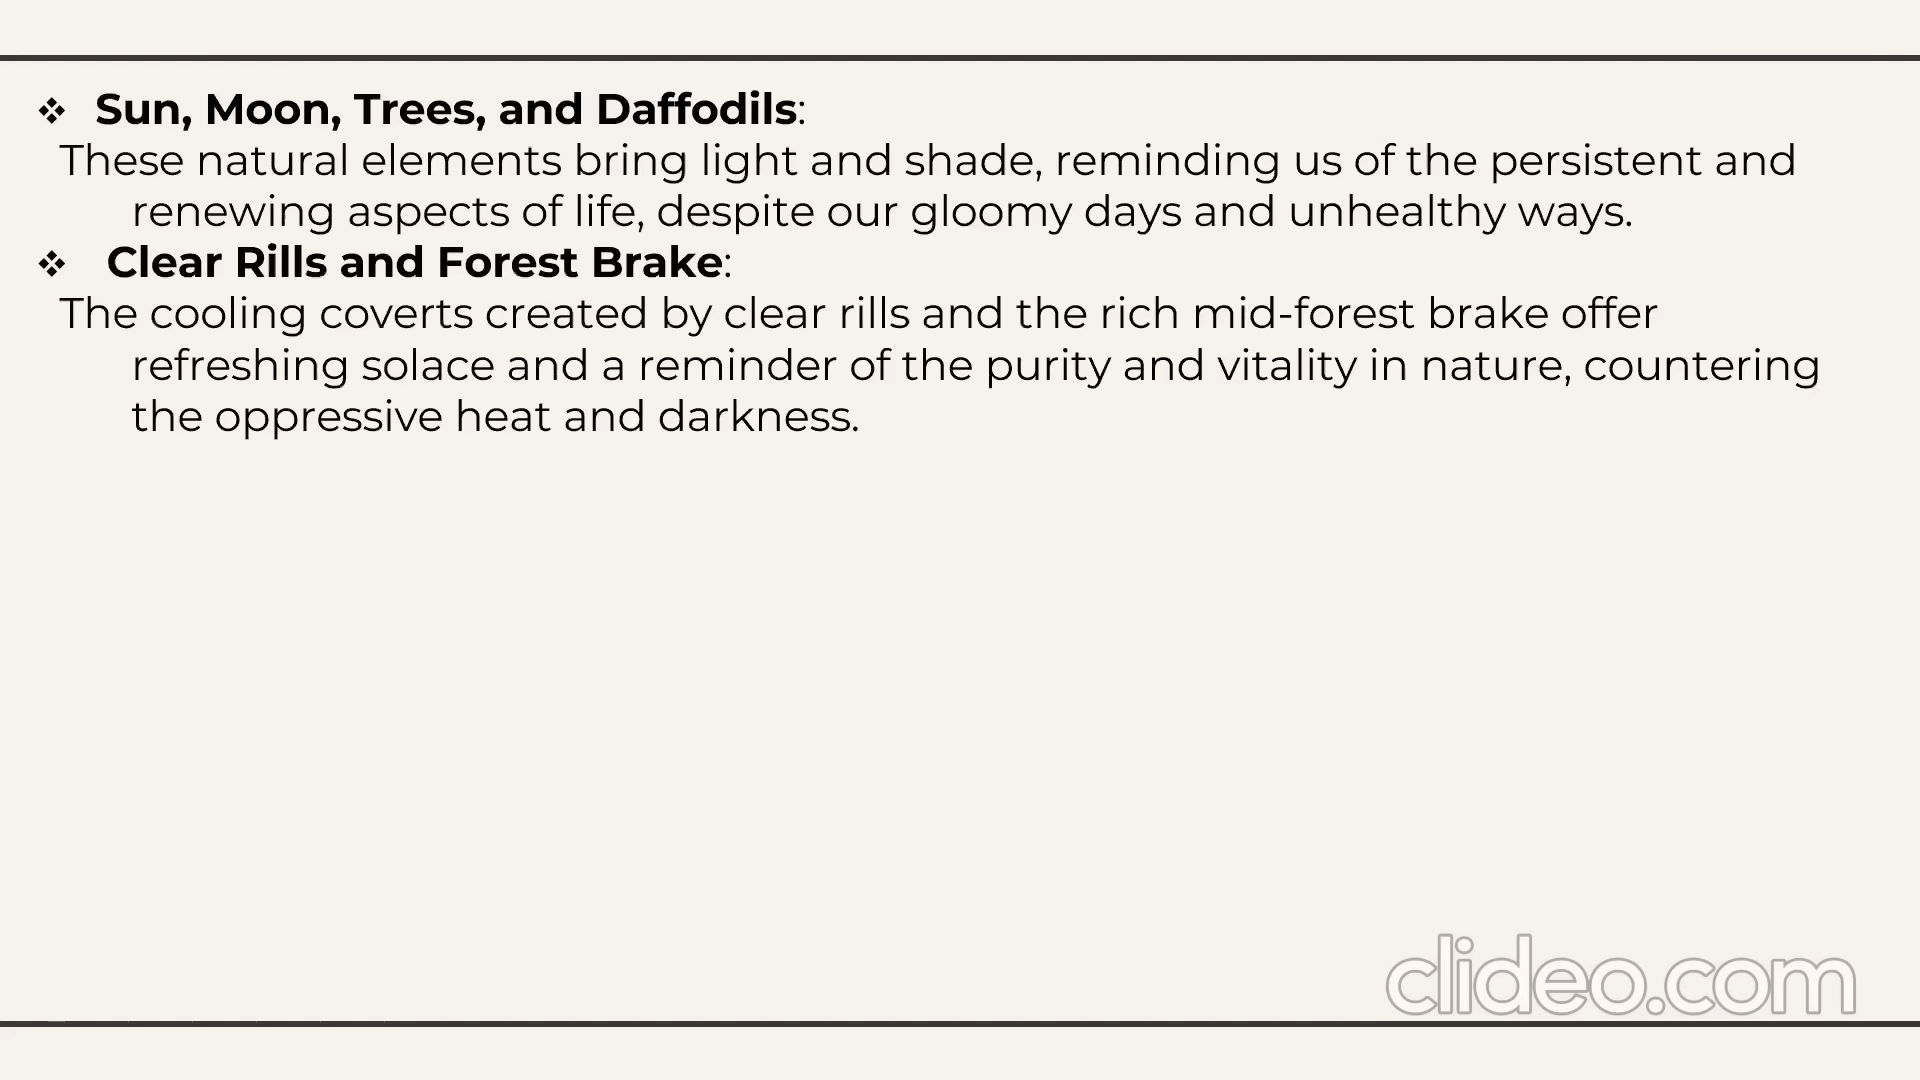 ❖ Sun, Moon, Trees, and Daffodils:
These natural elements bring light and shade, reminding us of the persistent and
renewing aspects of life, despite our gloomy days and unhealthy ways.
❖ Clear Rills and Forest Brake:
The cooling coverts created by clear rills and the rich mid-forest brake offer
refreshing solace and a reminder of the purity and vitality in nature, countering
the oppressive heat and darkness.
clideo.com